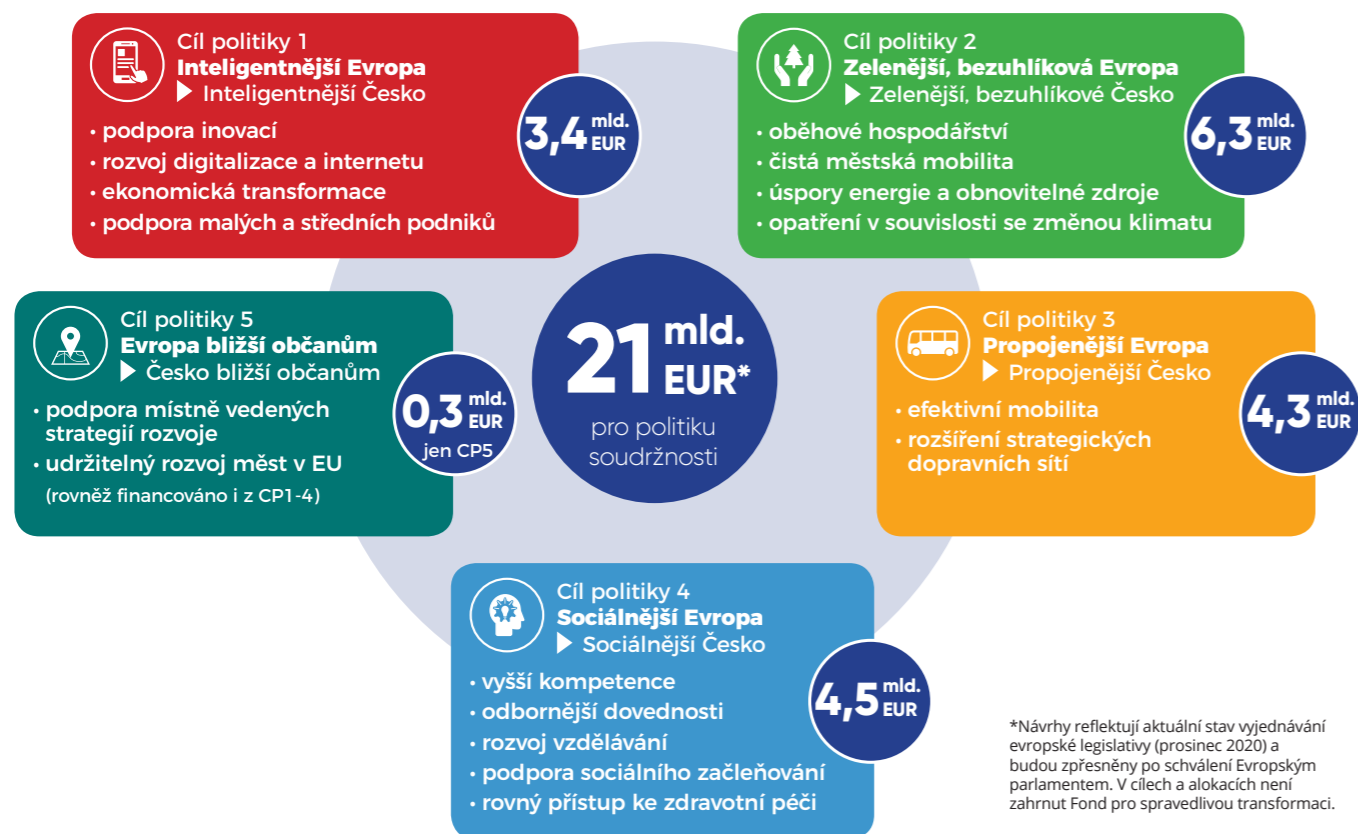 Cíl politiky 1
Inteligentnější Evropa
▶ Inteligentnější Česko
• podpora inovací
• rozvoj digitalizace a internetu
• ekonomická transformace
• podpora malých a středních podniků
3,4 mld.
EUR
Cíl politiky 2
Zelenější, bezuhlíková Evropa
▶ Zelenější, bezuhlíkové Česko
• oběhové hospodářství
• čistá městská mobilita
• úspory energie a obnovitelné zdroje
• opatření v souvislosti se změnou klimatu
6,3 mld.
EUR
Cíl politiky 5
Evropa bližší občanům
▶ Česko bližší občanům
• podpora místně vedených
strategií rozvoje
• udržitelný rozvoj měst v EU
(rovněž financováno i z CP1-4)
0,3 mld.
EUR
jen CP5
21 mld.
EUR*
pro politiku
soudržnosti
Cíl politiky 3
Propojenější Evropa
▶ Propojenější Česko
• efektivní mobilita
• rozšíření strategických
dopravních sítí
4,3 mld.
EUR
Cíl politiky 4
Sociálnější Evropa
▶ Sociálnější Česko
• vyšší kompetence
• odbornější dovednosti
• rozvoj vzdělávání
• podpora sociálního začleňování
• rovný přístup ke zdravotní péči
4,5 mld.
EUR
*Návrhy reflektují aktuální stav vyjednávání
evropské legislativy (prosinec 2020) a
budou zpřesněny po schválení Evropským
parlamentem. V cílech a alokacích není
zahrnut Fond pro spravedlivou transformaci.